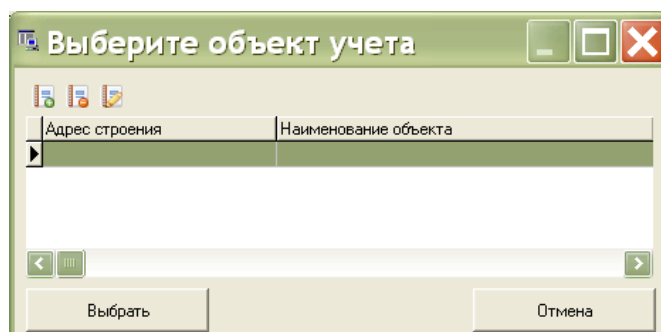 Выберите объект учета
Адрес строения Наименование объекта
Выбрать Отмена